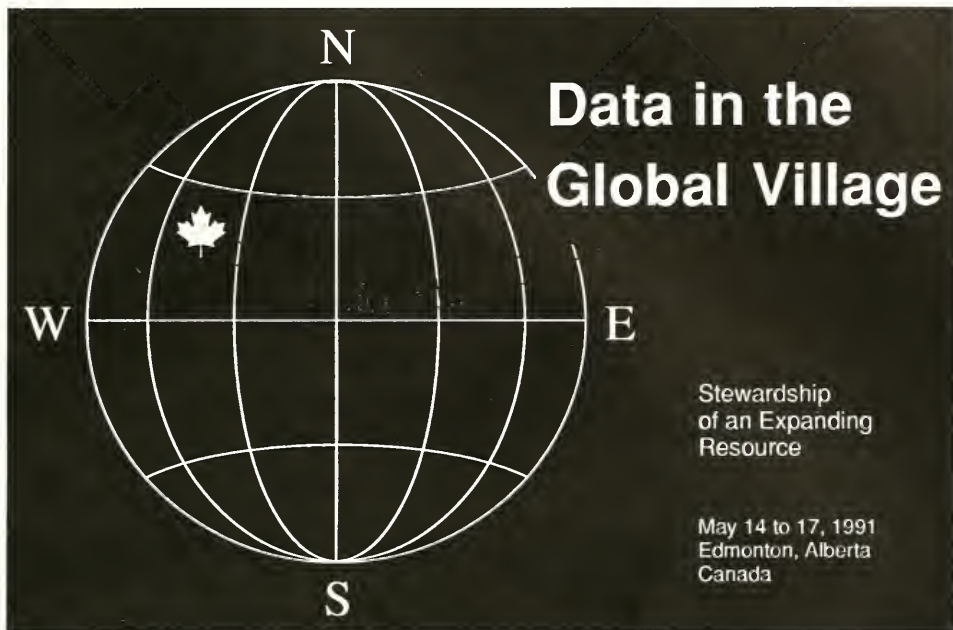 N
Data in the
Global Village
W
E
Stewardship
of an Expanding
Resource
May 14 to 17, 1991
Edmonton, Alberta
Canada
S